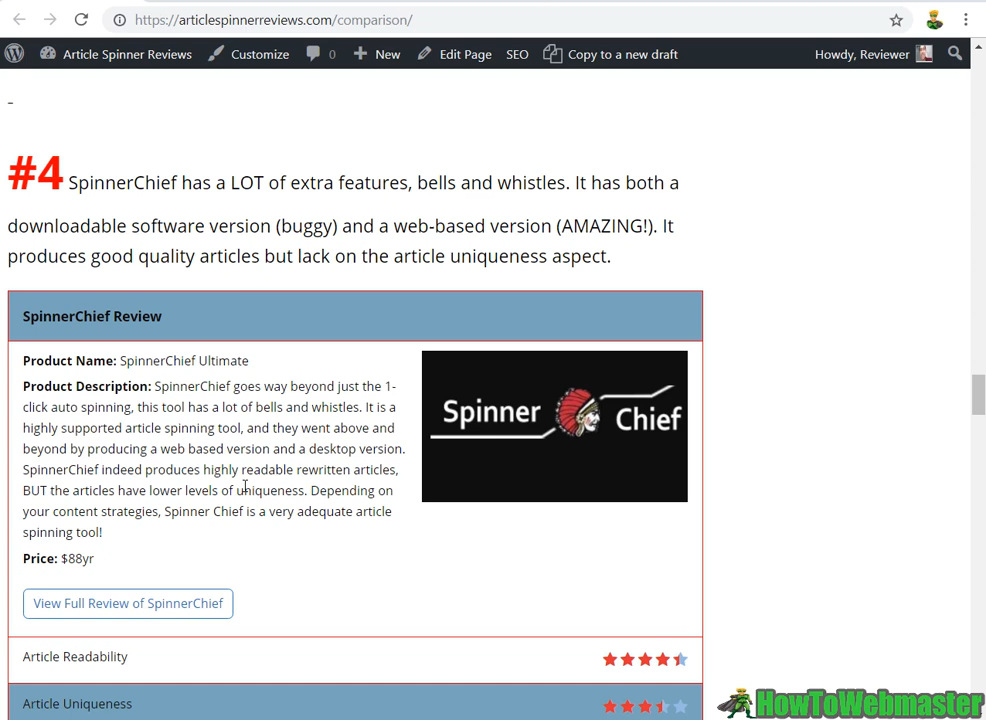 https://articlespinnerreviews.com/comparison/
Article Spinner Reviews Customize 0 New Edit Page SEO Copy to a new draft Howdy, Reviewer
-
#4 SpinnerChief has a LOT of extra features, bells and whistles. It has both a
downloadable software version (buggy) and a web-based version (AMAZING!). It
produces good quality articles but lack on the article uniqueness aspect.
SpinnerChief Review
Product Name: SpinnerChief Ultimate
Product Description: SpinnerChief goes way beyond just the 1-
click auto spinning, this tool has a lot of bells and whistles. It is a
highly supported article spinning tool, and they went above and
beyond by producing a web based version and a desktop version.
SpinnerChief indeed produces highly readable rewritten articles,
BUT the articles have lower levels of uniqueness. Depending on
your content strategies, Spinner Chief is a very adequate article
spinning tool!
Price: $88yr
Spinner Chief
View Full Review of SpinnerChief
Article Readability
Article Uniqueness
HowToWebmaster